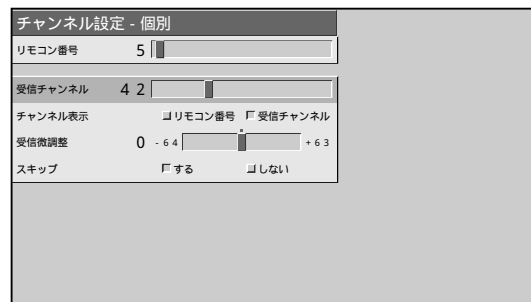 チャンネル設定 - 個別
リモコン番号 5
受信チャンネル 42
チャンネル表示 リモコン番号 受信チャンネル
受信微調整 0 -64 +63
スキップ する しない